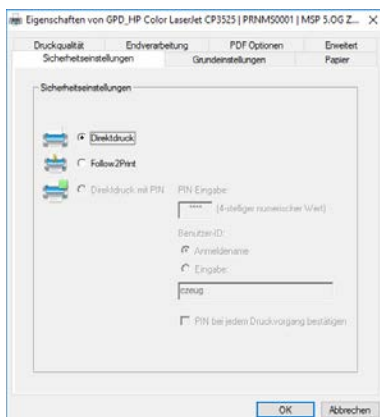 Eigenschaften von GPD_HP Color LaserJet CP3525 | PRNMS0001 | MSP 5.OG Z...
Druckqualität Endverarbeitung PDF Optionen Erweitert
Sicherheitseinstellungen Grundeinstellungen Papier
Sicherheitseinstellungen
Direktdruck
Follow2Print
Direktdruck mit PIN PIN-Eingabe:
**** (4-stelliger numerischer Wert)
Benutzer-ID:
Anmeldename
Eingabe:
czeug
PIN bei jedem Druckvorgang bestätigen
OK Abbrechen